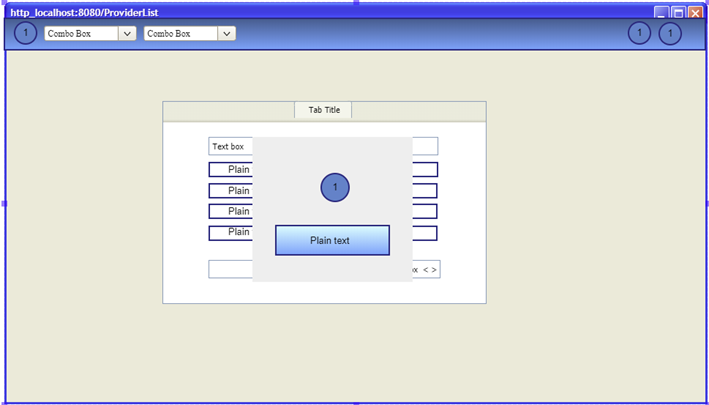 http_localhost:8080/ProviderList
1 Combo Box Combo Box 1 1
Tab Title
Text box
Plain
1
Plain
Plain
Plain
Plain text
ox < >